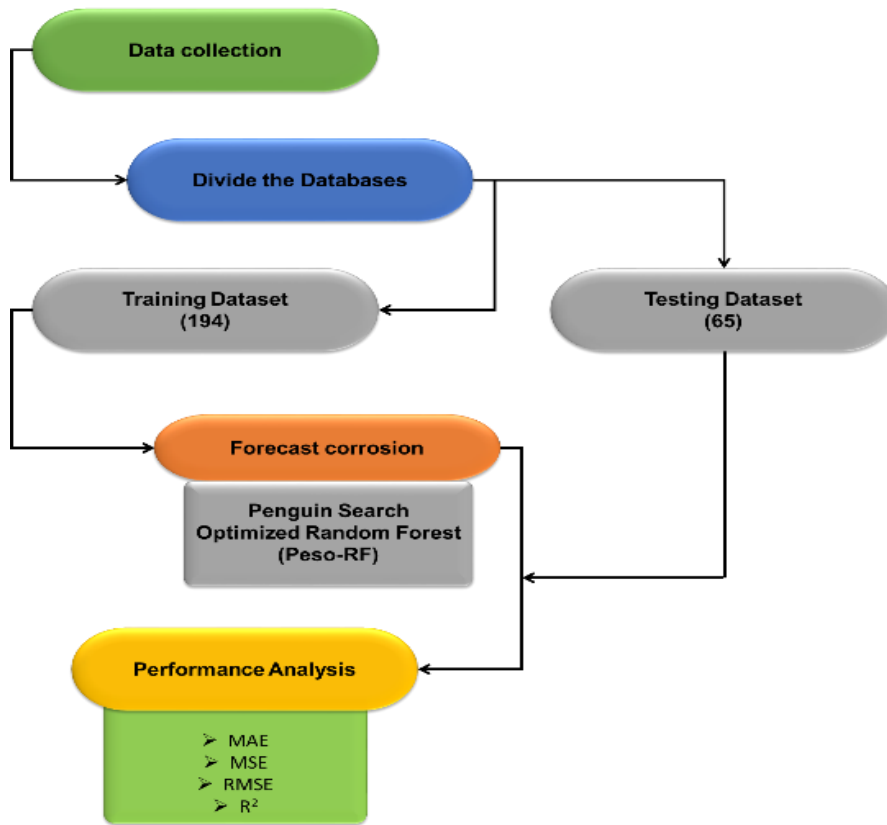 Data collection
Divide the Databases
Training Dataset
(194)
Testing Dataset
(65)
Forecast corrosion
Penguin Search
Optimized Random Forest
(Peso-RF)
Performance Analysis
➢ MAE
➢ MSE
➢ RMSE
➢ R²